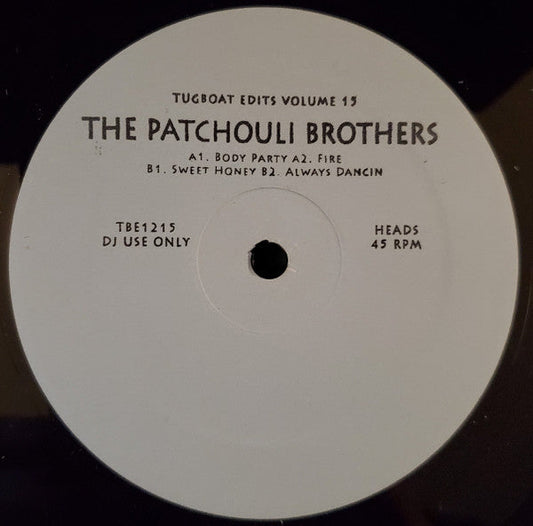 TUGBOAT EDITS VOLUME 15
THE PATCHOULI BROTHERS
A1. BODY PARTY A2. FIRE
B1. SWEET HONEY B2. ALWAYS DANCIN
TBE1215
DJ USE ONLY
HEADS
45 RPM